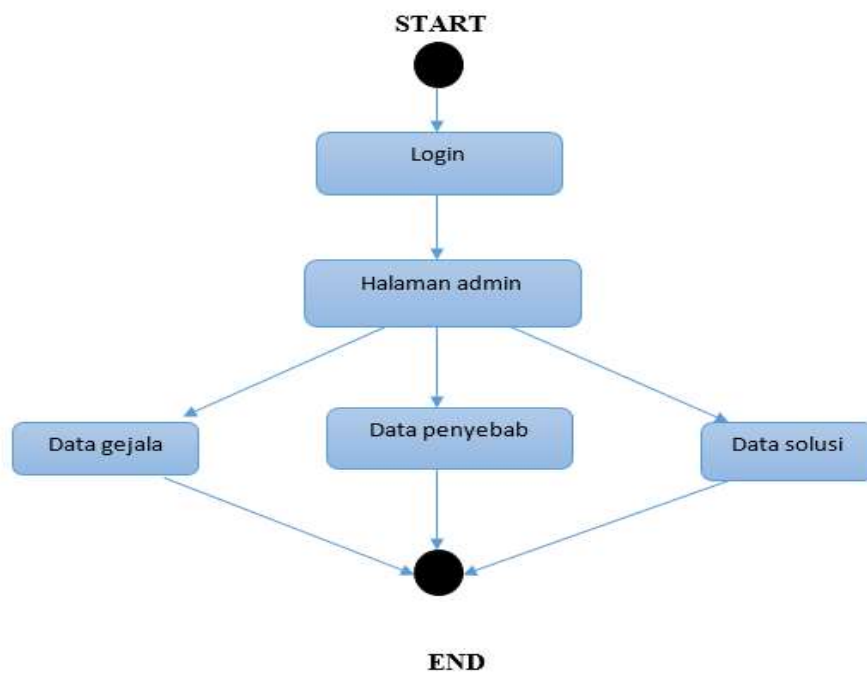 START
Login
Halaman admin
Data gejala
Data penyebab
Data solusi
END